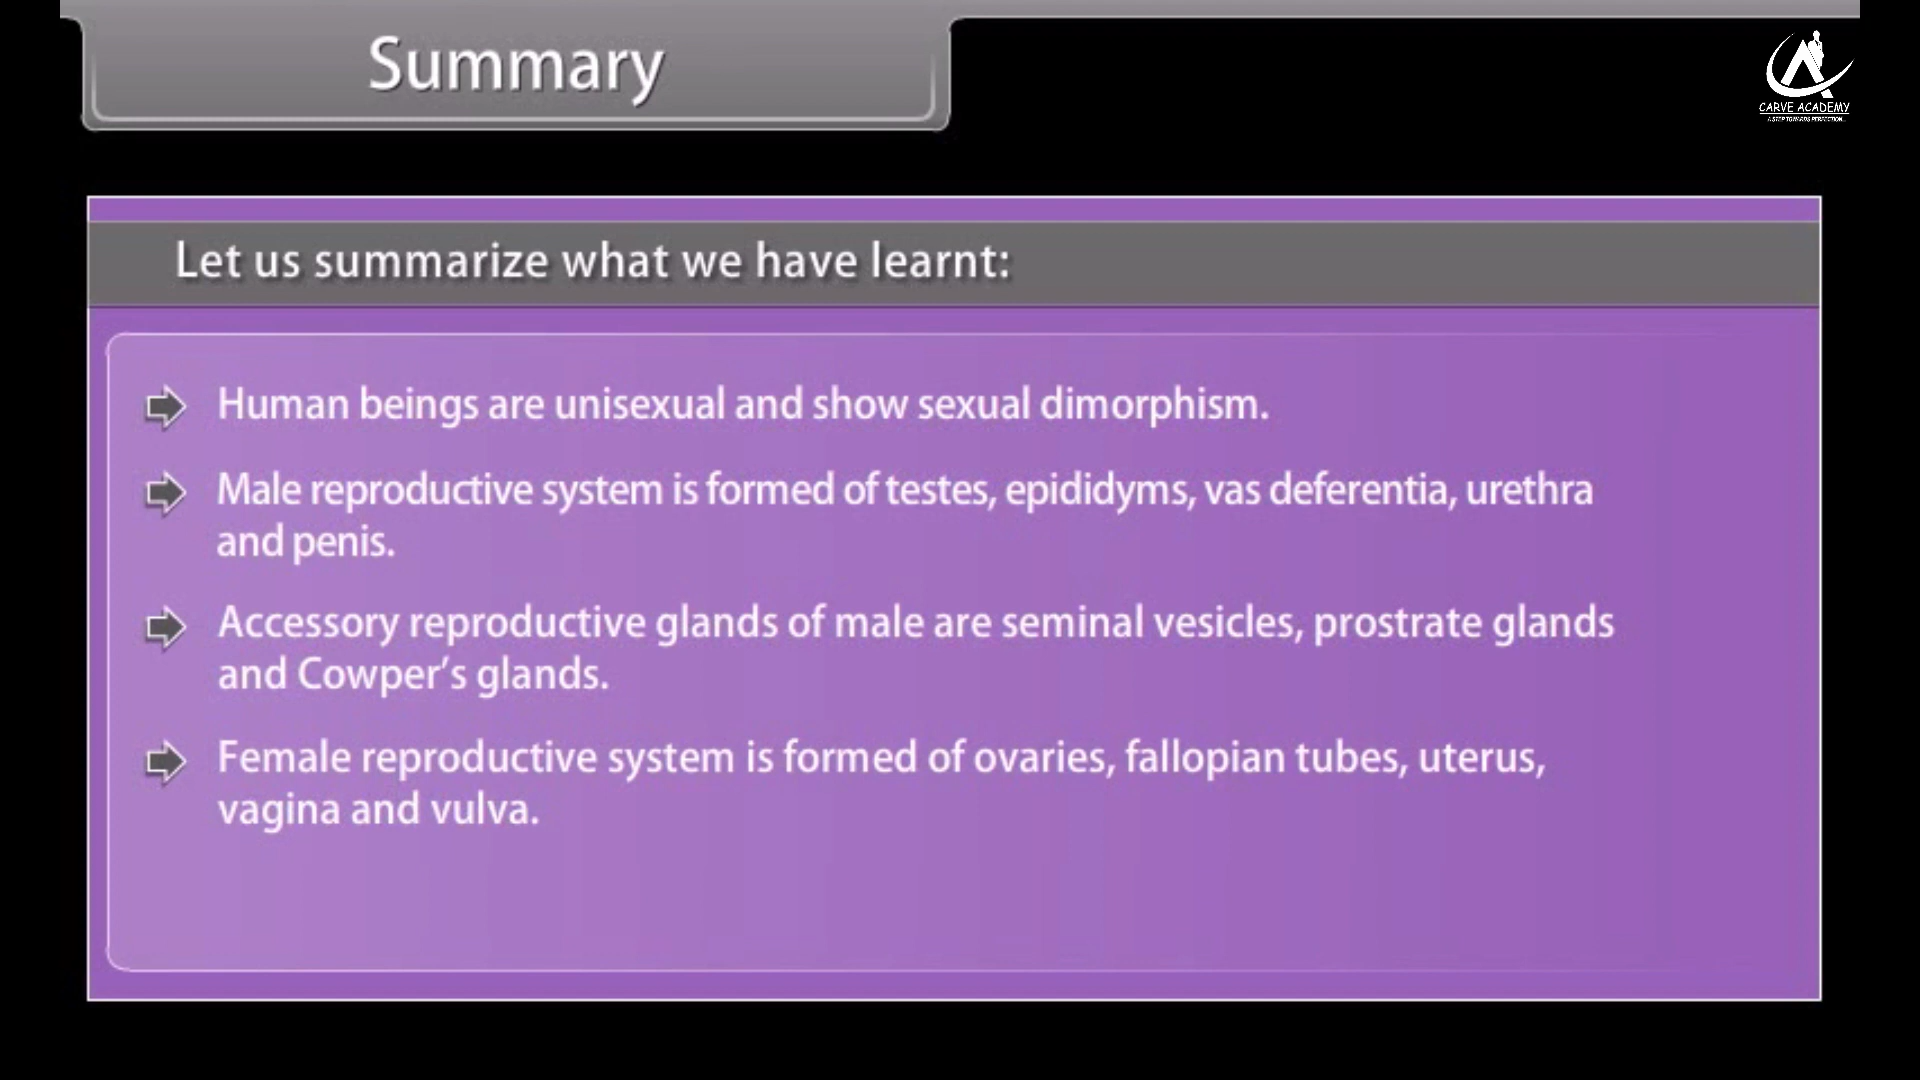 Summary
CARVE ACADEMY
A STEP TOWARDS PERFECTION...
Let us summarize what we have learnt:
Human beings are unisexual and show sexual dimorphism.
Male reproductive system is formed of testes, epididyms, vas deferentia, urethra
and penis.
Accessory reproductive glands of male are seminal vesicles, prostrate glands
and Cowper’s glands.
Female reproductive system is formed of ovaries, fallopian tubes, uterus,
vagina and vulva.